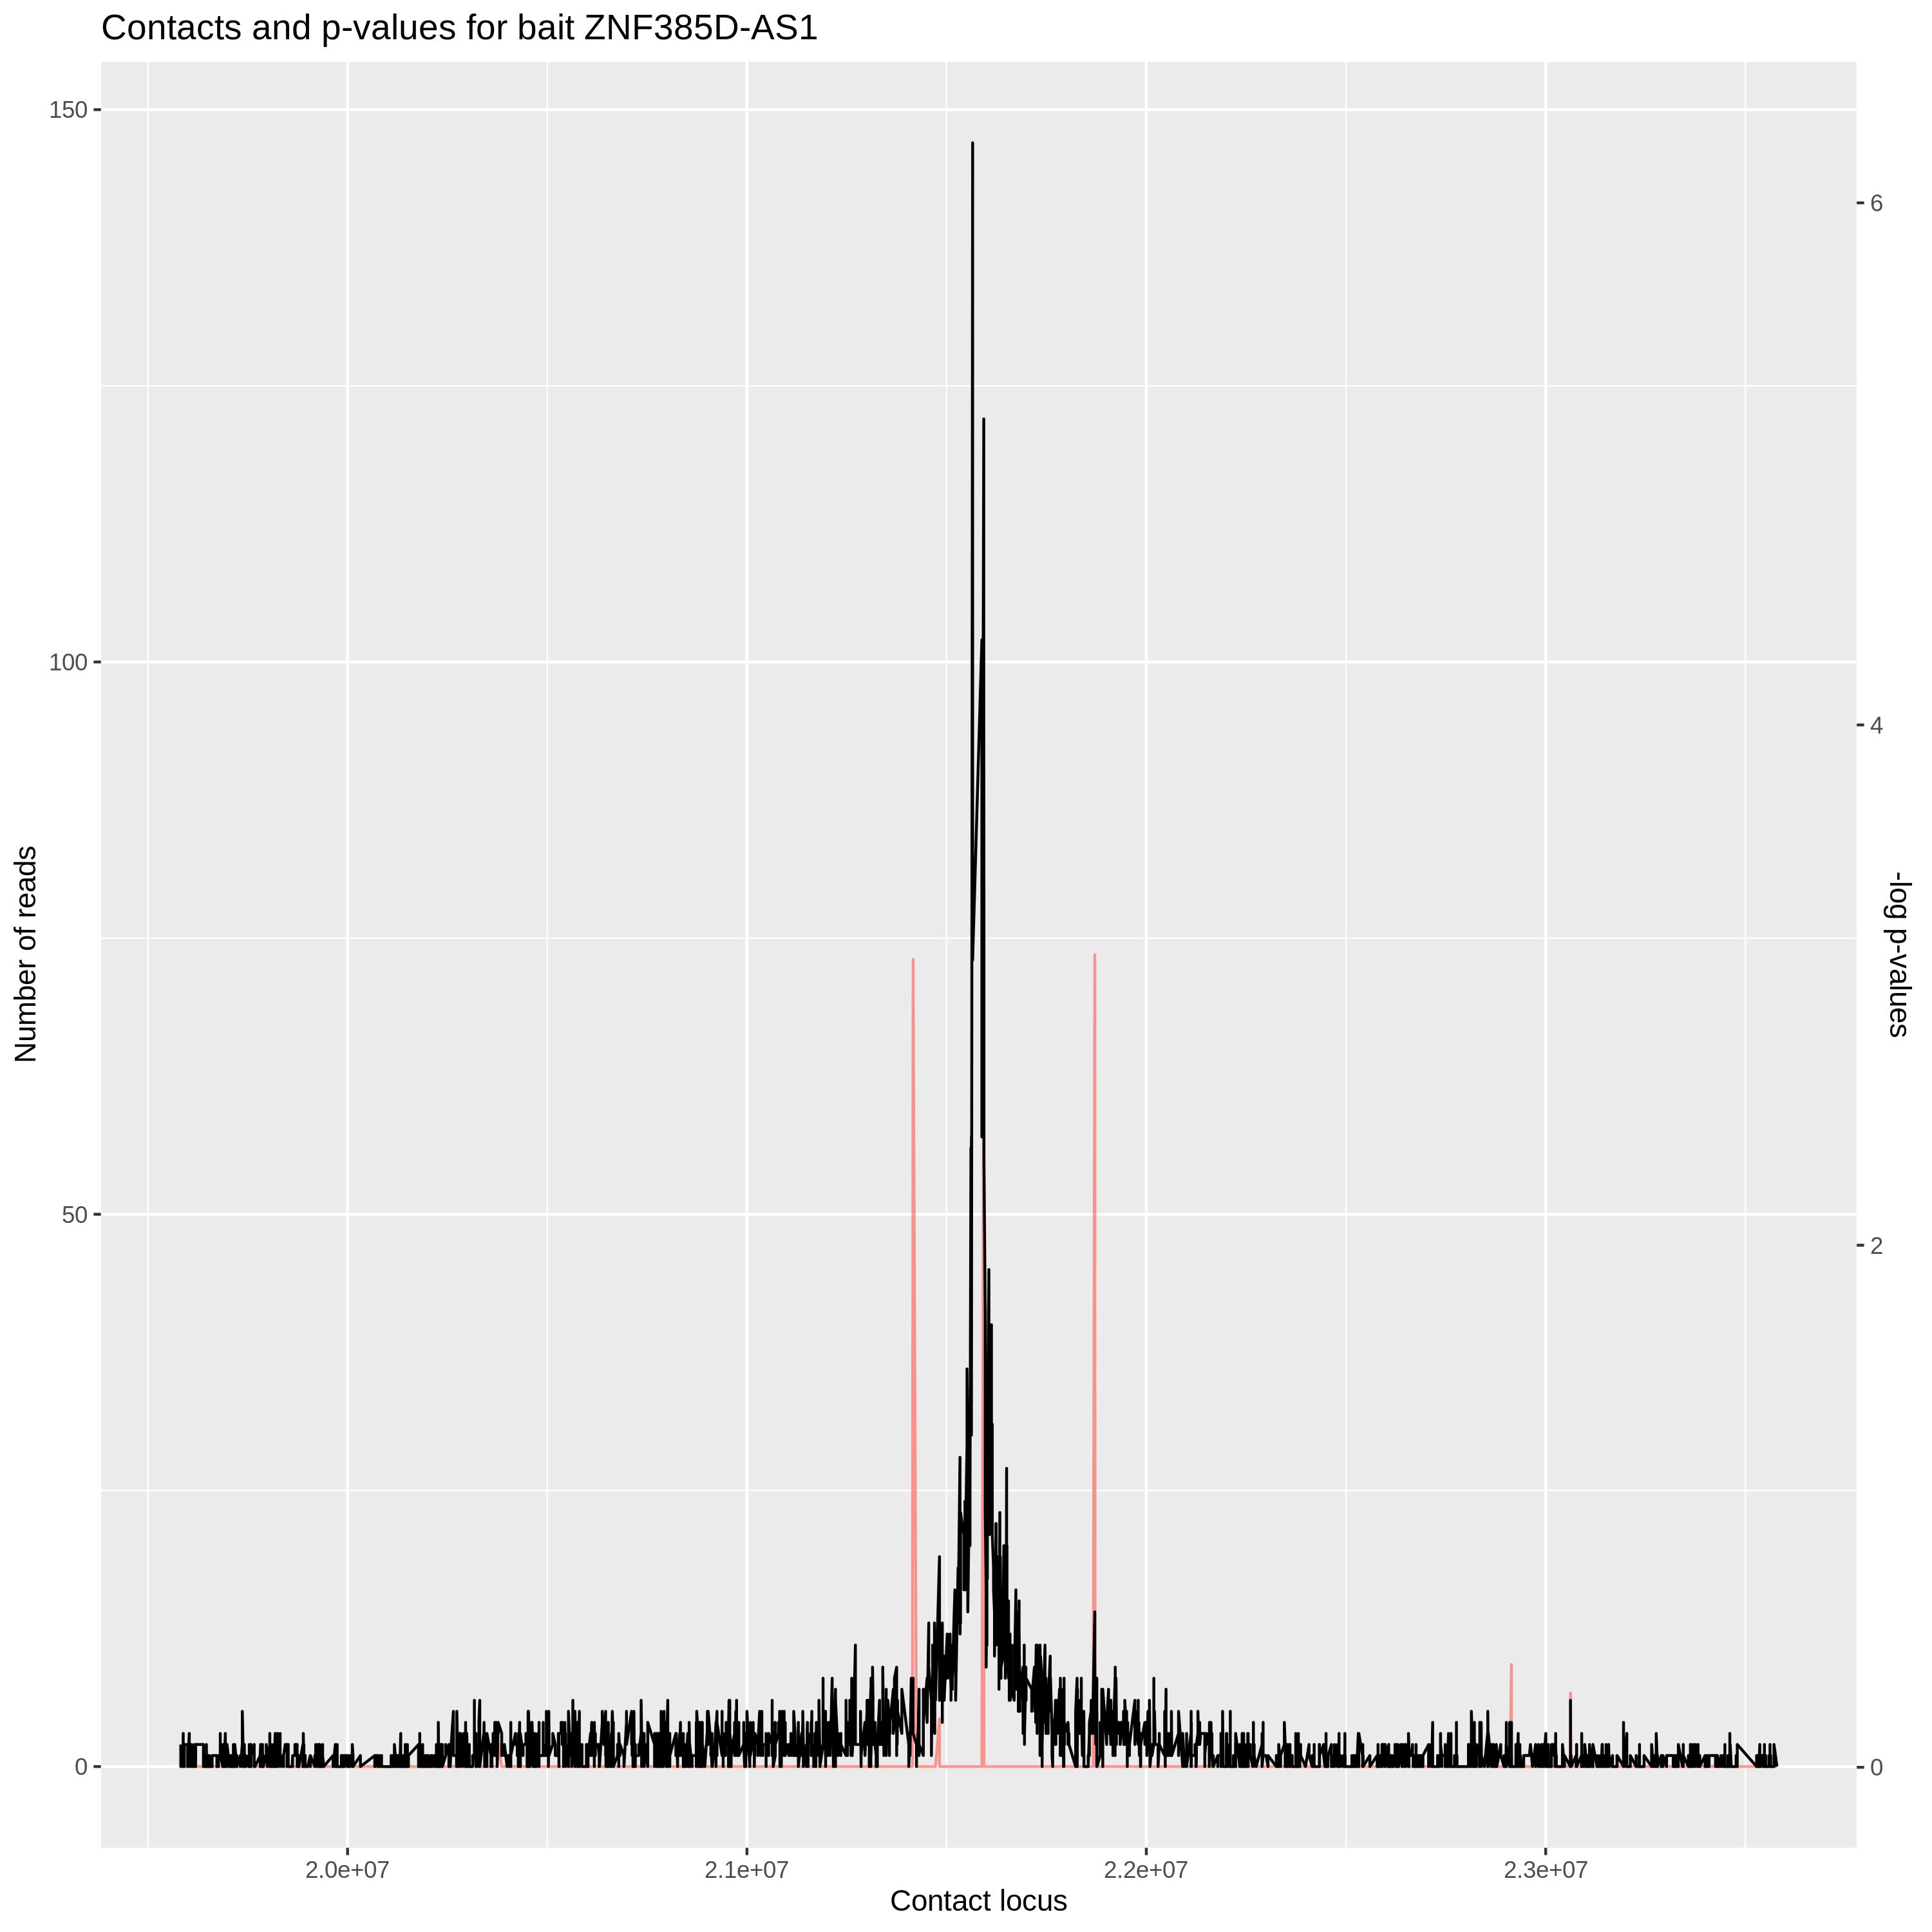 Contacts and p-values for bait ZNF385D-AS1
150
100
50
0
Number of reads
6
4
2
0
-log p-values
2.0e+07
2.1e+07
2.2e+07
2.3e+07
Contact locus